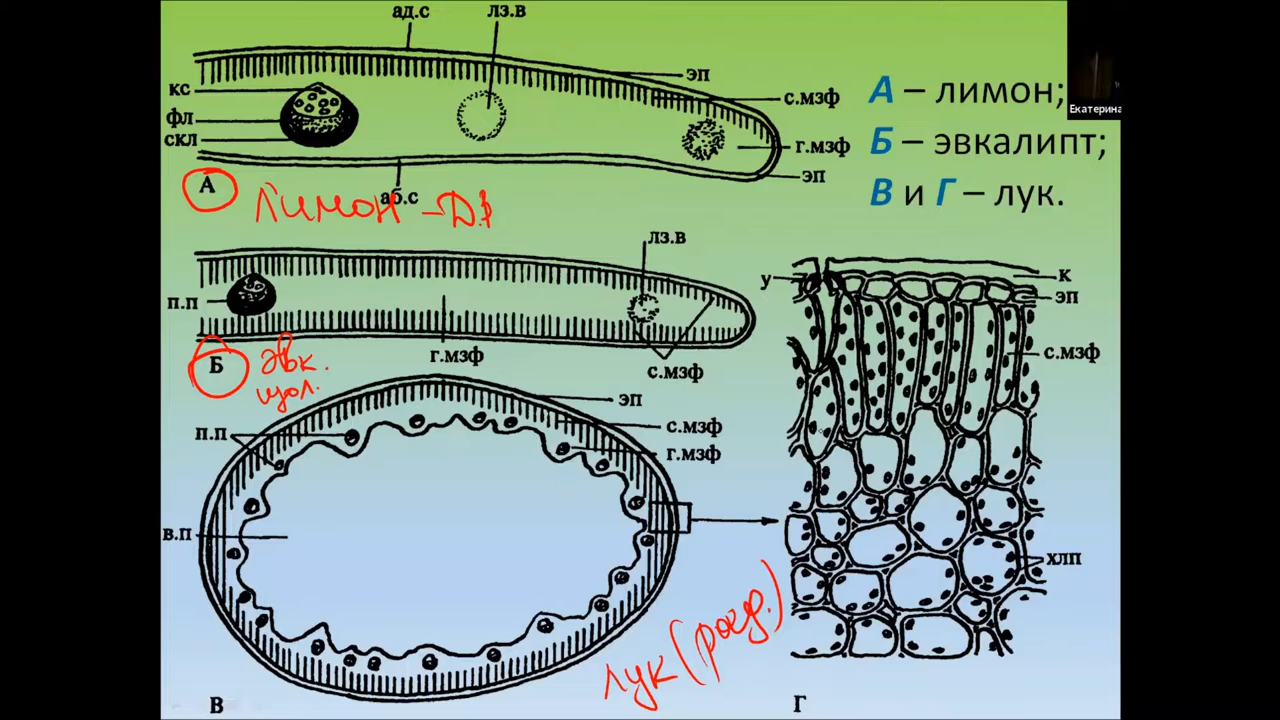 ад.с
лз.в
эп
кс
с.мзф
фл
скл
г.мзф
эп
А
аб.с
А – лимон;
Б – эвкалипт;
В и Г – лук.
Екатерина
Лимон –
лз.в
п.п
г.мзф
с.мзф
Б
эвк.
у
к
эп
с.мзф
хлп
Г
эп
с.мзф
п.п
г.мзф
в.п
В
лук